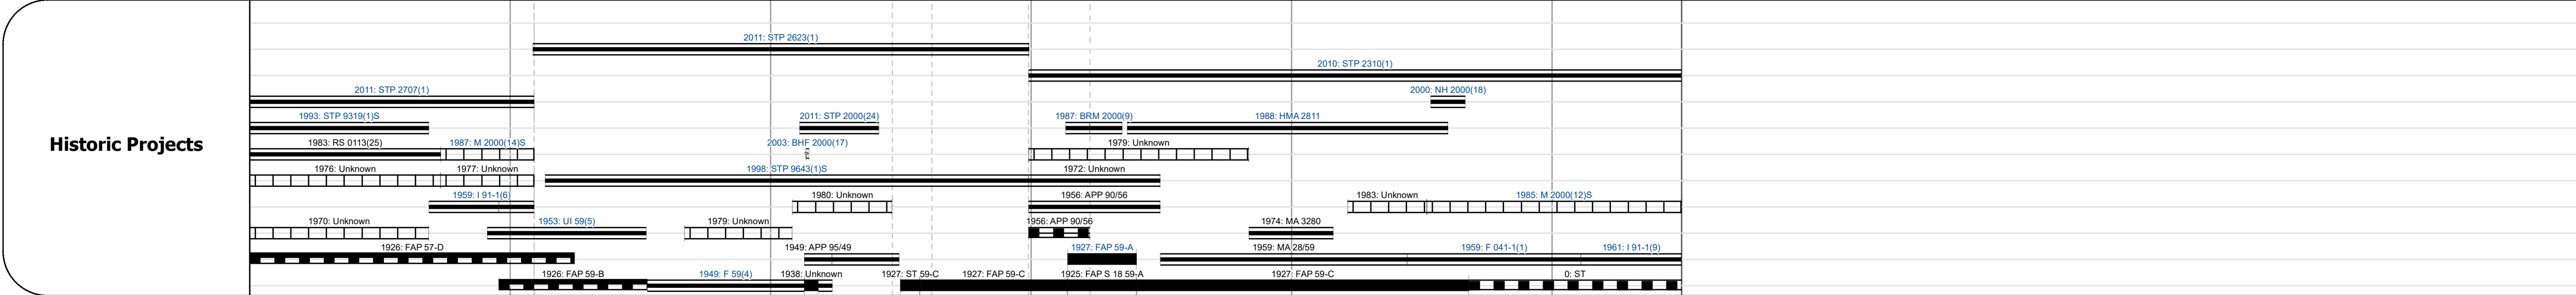 Historic Projects
2011: STP 2623(1)
2010: STP 2310(1)
2011: STP 2707(1)
2000: NH 2000(18)
1993: STP 9319(1)S
2011: STP 2000(24)
1987: BRM 2000(9)
1988: HMA 2811
1983: RS 0113(25)
1987: M 2000(14)S
2003: BHF 2000(17)
1979: Unknown
1976: Unknown
1977: Unknown
1998: STP 9643(1)S
1972: Unknown
1959: I 91-1(6)
1980: Unknown
1956: APP 90/56
1983: Unknown
1985: M 2000(12)S
1970: Unknown
1953: UI 59(5)
1979: Unknown
1956: APP 90/56
1974: MA 3280
1926: FAP 57-D
1949: APP 95/49
1927: FAP 59-A
1959: MA 28/59
1959: F 041-1(1)
1961: I 91-1(9)
1926: FAP 59-B
1949: F 59(4)
1938: Unknown
1927: ST 59-C
1927: FAP 59-C
1925: FAP S 18 59-A
1927: FAP 59-C
0: ST